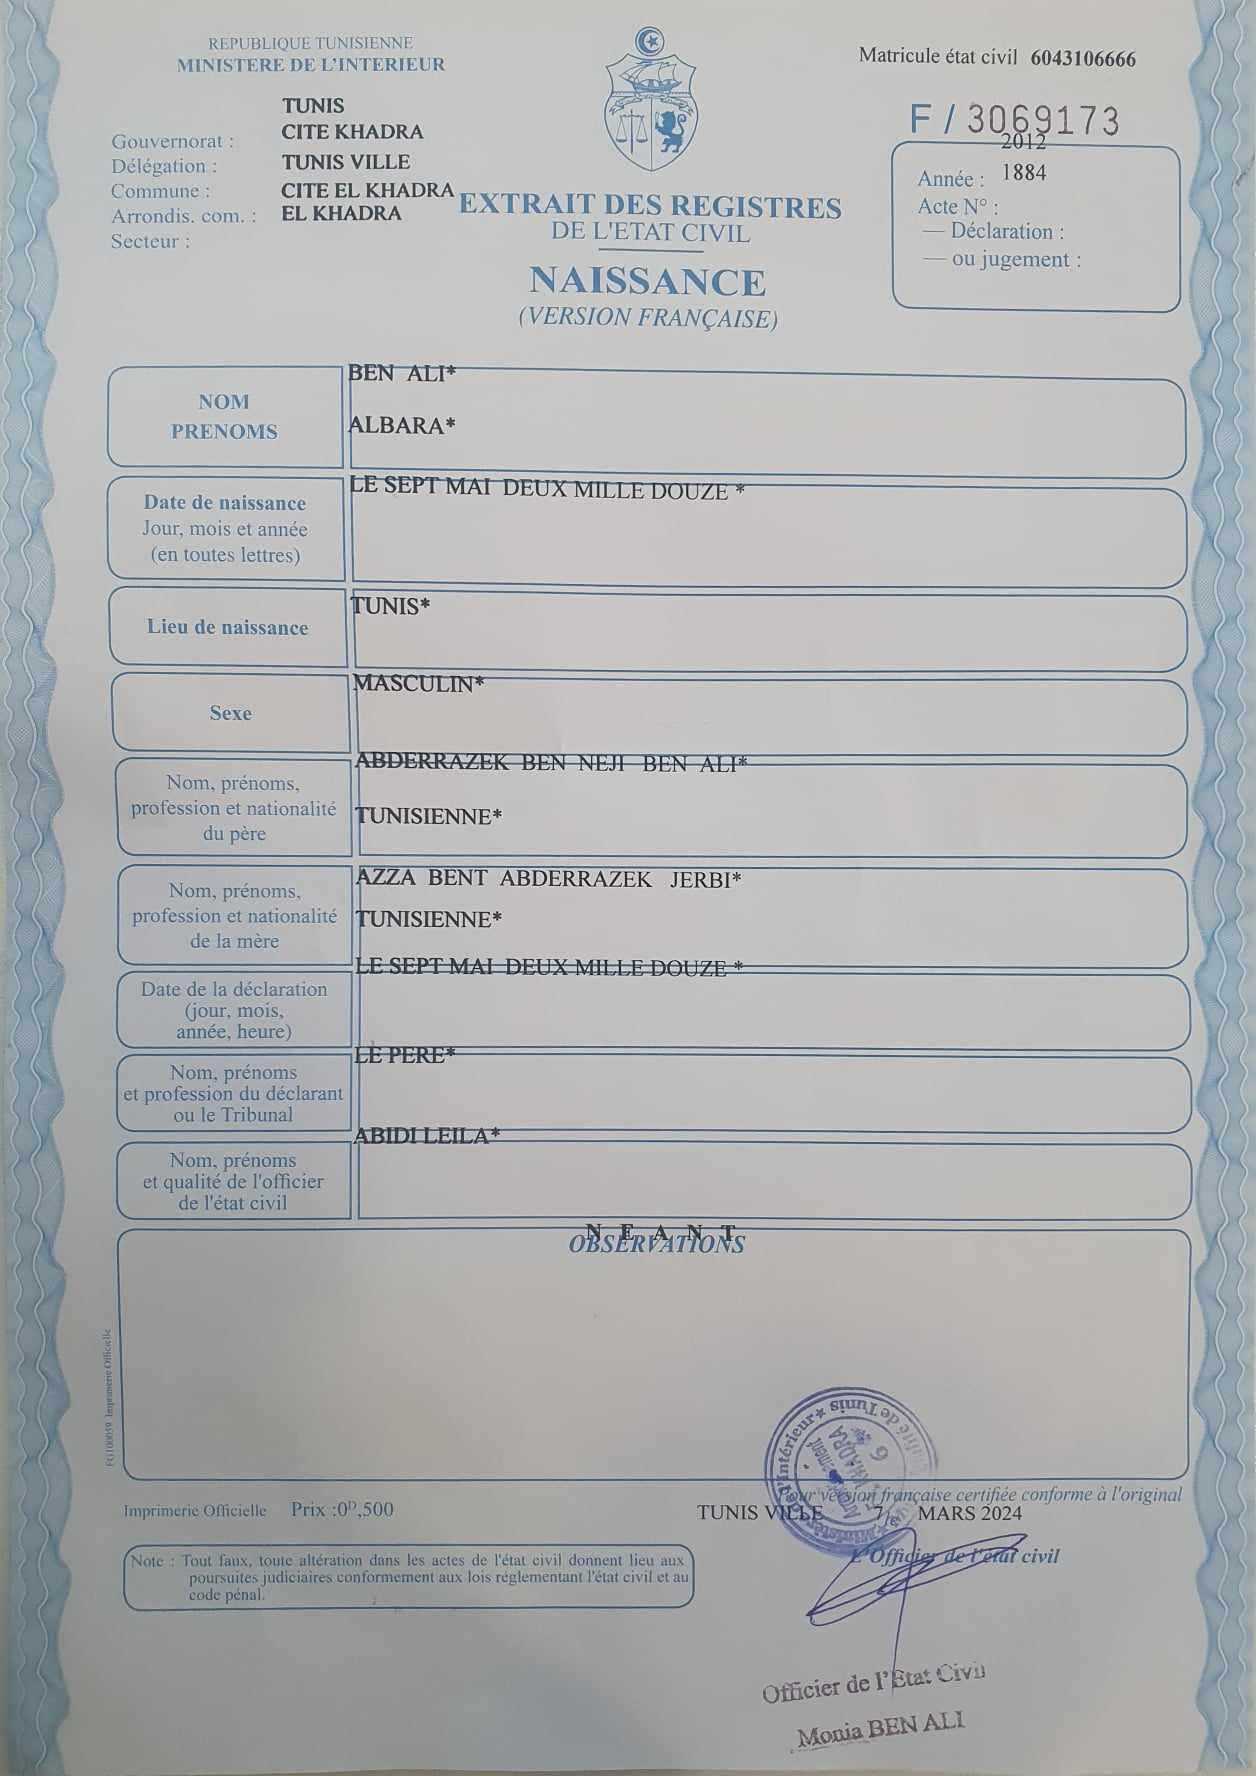 REPUBLIQUE TUNISIENNE
MINISTERE DE L'INTERIEUR
Matricule état civil 6043106666
F / 3069173
TUNIS
Gouvernorat : CITE KHADRA
Délégation : TUNIS VILLE
Commune : CITE EL KHADRA
Arrondis. com. : EL KHADRA
Secteur :
2012
Année : 1884
Acte N° :
— Déclaration :
— ou jugement :
EXTRAIT DES REGISTRES
DE L'ETAT CIVIL
NAISSANCE
(VERSION FRANÇAISE)
NOM
PRENOMS
BEN ALI*
ALBARA*
Date de naissance
Jour, mois et année
(en toutes lettres)
LE SEPT MAI DEUX MILLE DOUZE *
Lieu de naissance
TUNIS*
Sexe
MASCULIN*
Nom, prénoms,
profession et nationalité
du père
ABDERRAZEK BEN NEJI BEN ALI*
TUNISIENNE*
Nom, prénoms,
profession et nationalité
de la mère
AZZA BENT ABDERRAZEK JERBI*
TUNISIENNE*
Date de la déclaration
(jour, mois,
année, heure)
LE SEPT MAI DEUX MILLE DOUZE *
Nom, prénoms
et profession du déclarant
ou le Tribunal
LE PERE*
Nom, prénoms
et qualité de l'officier
de l'état civil
ABIDI LEILA*
N E A N T
OBSERVATIONS
FG100059 Imprimerie Officielle
Imprimerie Officielle Prix :0ᴰ,500
Pour version française certifiée conforme à l'original
TUNIS VILLE 7 MARS 2024
L'Officier de l'état civil
Note : Tout faux, toute altération dans les actes de l'état civil donnent lieu aux
poursuites judiciaires conformement aux lois réglementant l'état civil et au
code pénal.
de Tunis
d'Intérieur
KHADRA
6
Officier de l'Etat Civil
Monia BEN ALI